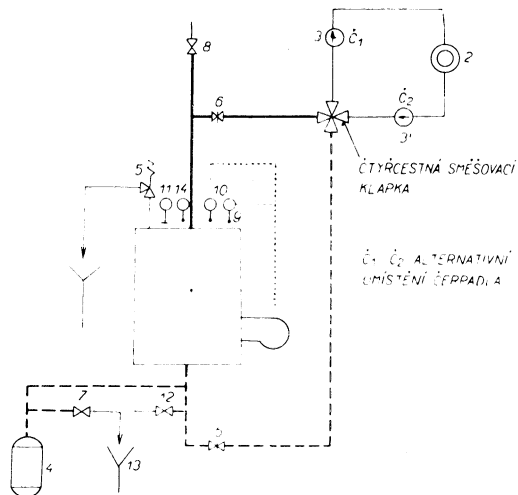 8
3 Č1
2
6
Č2
3'
ČTYŘCESTNÁ SMĚŠOVACÍ
KLAPKA
5
11 14 10
9
Č1 Č2 ALTERNATIVNÍ
UMÍSTĚNÍ ČERPADLA
7 12
4 13